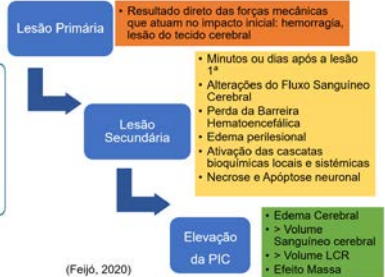 Lesão Primária
• Resultado direto das forças mecânicas
que atuam no impacto inicial: hemorragia,
lesão do tecido cerebral
Lesão
Secundária
• Minutos ou dias após a lesão
1ª
• Alterações do Fluxo Sanguíneo
Cerebral
• Perda da Barreira
Hematoencefálica
• Edema perilesional
• Ativação das cascatas
bioquímicas locais e sistémicas
• Necrose e Apóptose neuronal
Elevação
da PIC
• Edema Cerebral
• > Volume
Sanguíneo cerebral
• > Volume LCR
• Efeito Massa
(Feijó, 2020)